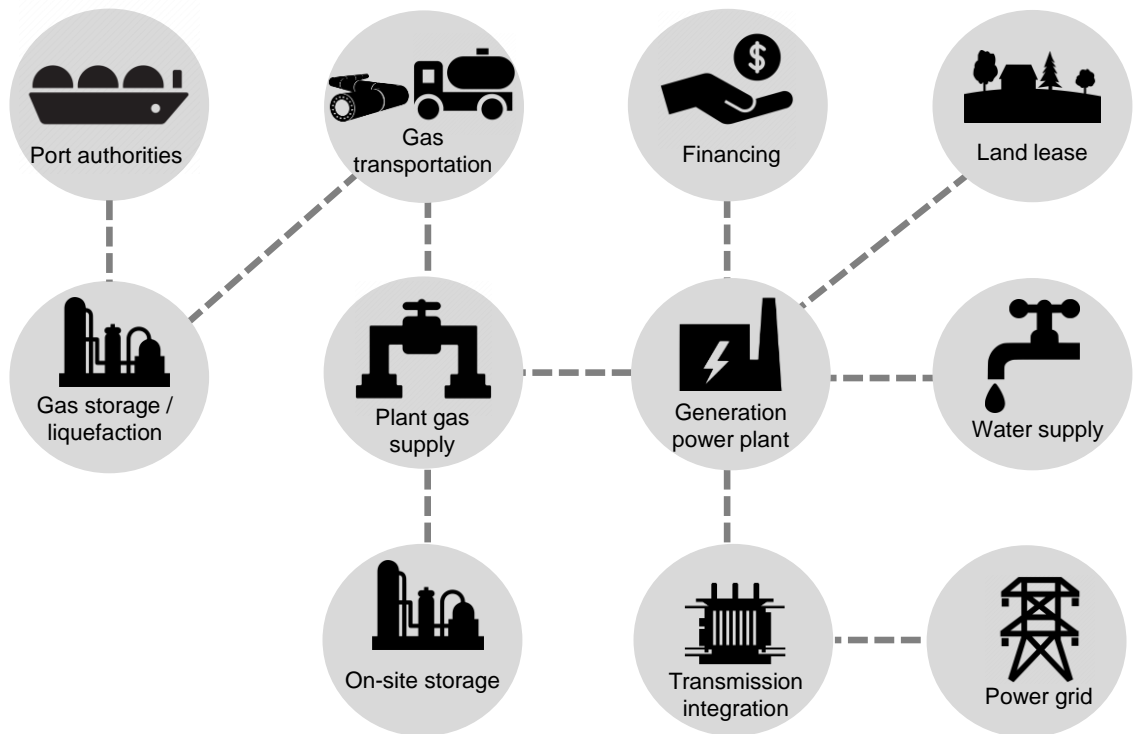 $
Port authorities
Gas
transportation
Financing
Land lease
Gas storage /
liquefaction
Plant gas
supply
Generation
power plant
Water supply
On-site storage
Transmission
integration
Power grid